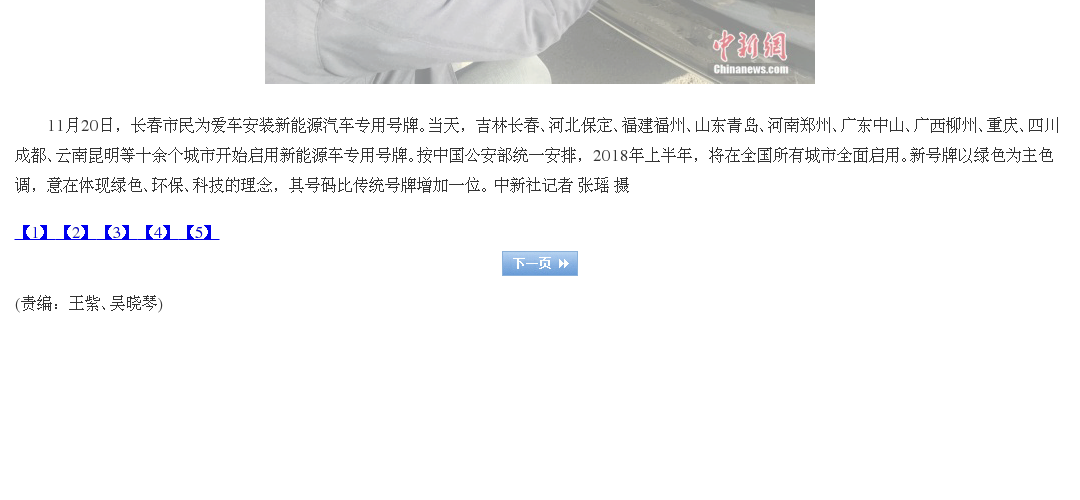 中新網
Chinanews.com
11月20日，长春市民为爱车安装新能源汽车专用号牌。当天，吉林长春、河北保定、福建福州、山东青岛、河南郑州、广东中山、广西柳州、重庆、四川
成都、云南昆明等十余个城市开始启用新能源车专用号牌。按中国公安部统一安排，2018年上半年，将在全国所有城市全面启用。新号牌以绿色为主色
调，意在体现绿色、环保、科技的理念，其号码比传统号牌增加一位。中新社记者 张瑶 摄
【1】 【2】 【3】 【4】 【5】
下一页
(责编：王紫、吴晓琴)